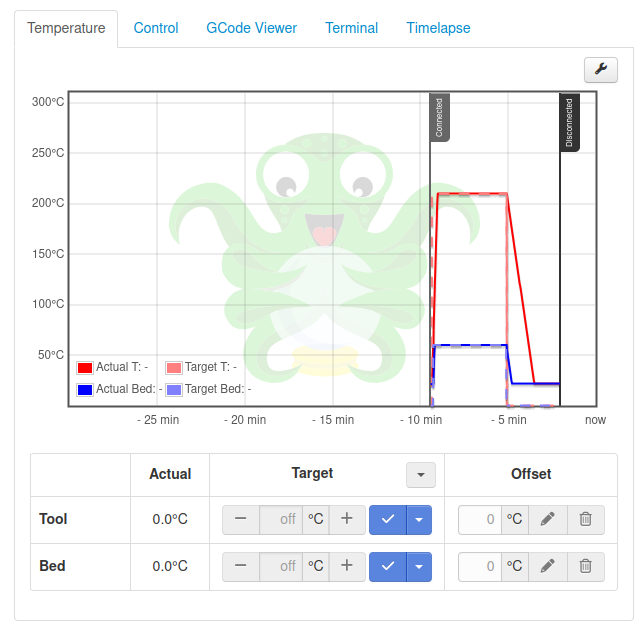 Temperature Control GCode Viewer Terminal Timelapse
300°C
250°C
200°C
150°C
100°C
50°C
Connected
Disconnected
Actual T: - Target T: -
Actual Bed: - Target Bed: -
- 25 min - 20 min - 15 min - 10 min - 5 min now
Actual Target Offset
Tool 0.0°C off °C 0 °C
Bed 0.0°C off °C 0 °C